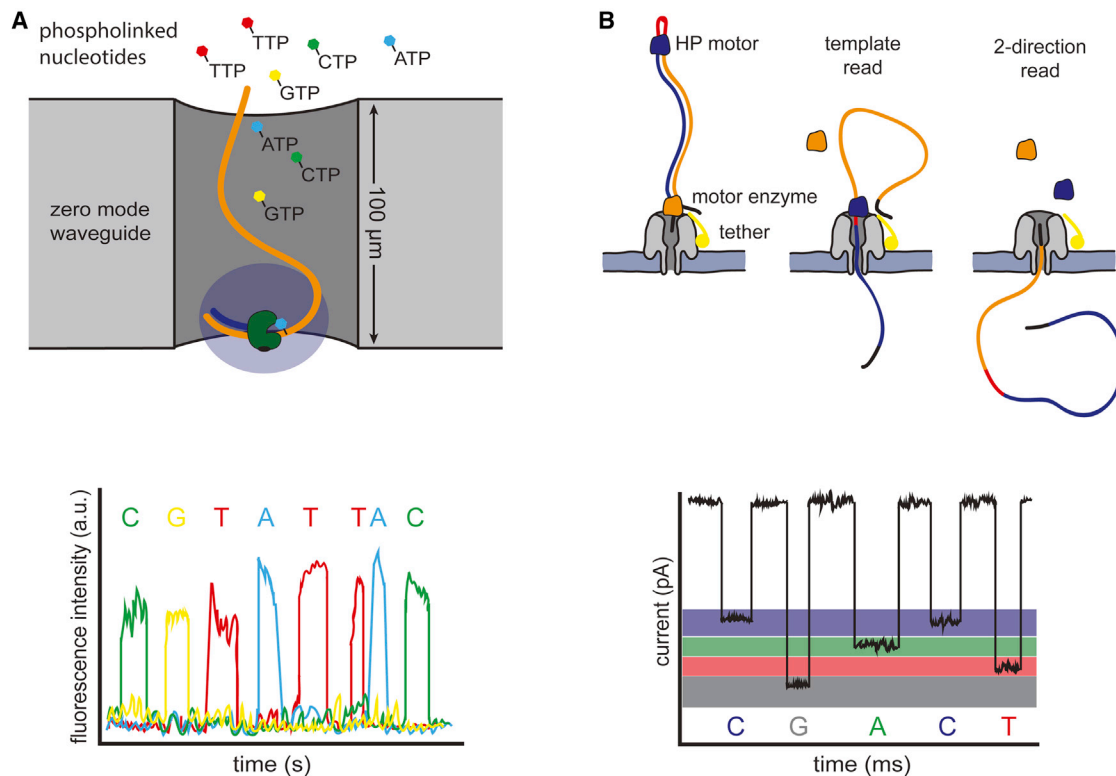 A
phospholinked
nucleotides
TTP
TTP
CTP
ATP
GTP
ATP
CTP
GTP
zero mode
waveguide
100 μm
fluorescence intensity (a.u.)
C G T A T T A C
time (s)
B
HP motor
template
read
2-direction
read
motor enzyme
tether
current (pA)
C G A C T
time (ms)